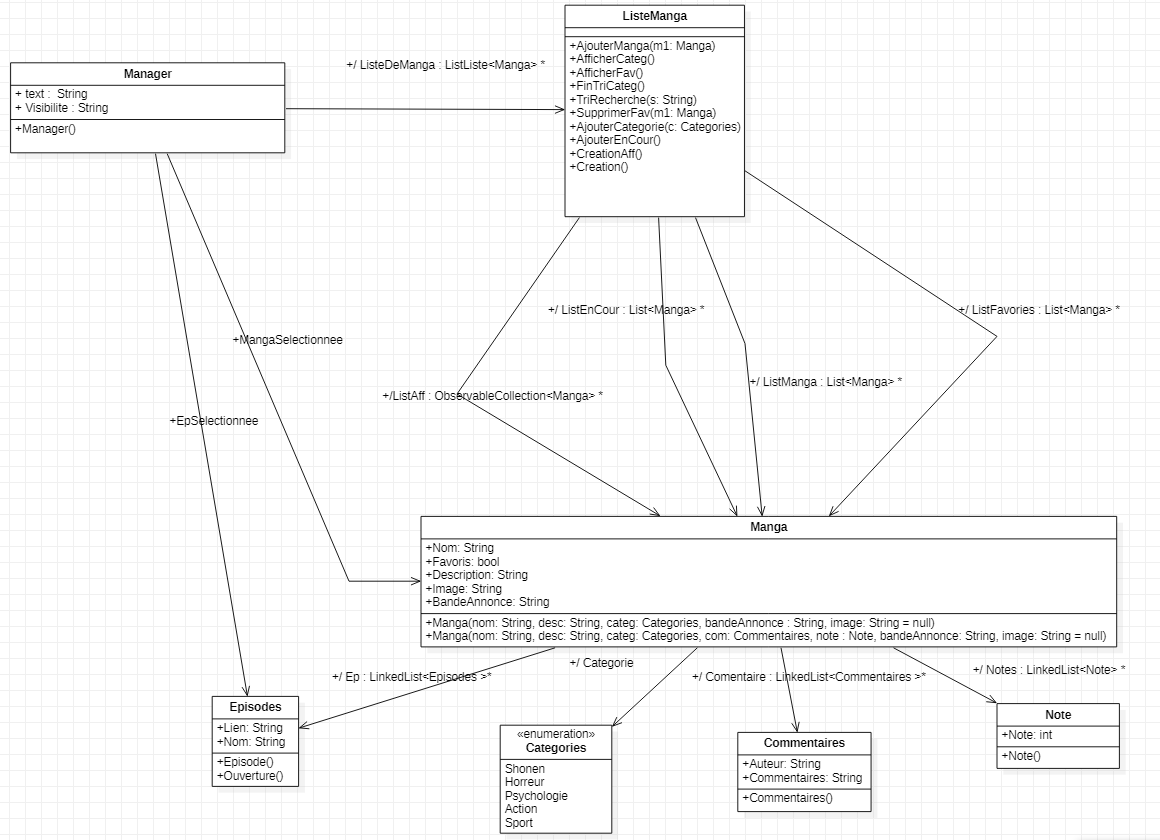 ListeManga
+AjouterManga(m1: Manga)
+AfficherCateg()
+AfficherFav()
+FinTriCateg()
+TriRecherche(s: String)
+SupprimerFav(m1: Manga)
+AjouterCategorie(c: Categories)
+AjouterEnCour()
+CreationAff()
+Creation()
+/ ListeDeManga : ListListe<Manga> *
Manager
+ text :  String
+ Visibilite : String
+Manager()
+/ ListEnCour : List<Manga> *
+/ ListFavories : List<Manga> *
+MangaSelectionnee
+/ ListManga : List<Manga> *
+/ListAff : ObservableCollection<Manga> *
+EpSelectionnee
Manga
+Nom: String
+Favoris: bool
+Description: String
+Image: String
+BandeAnnonce: String
+Manga(nom: String, desc: String, categ: Categories, bandeAnnonce : String, image: String = null)
+Manga(nom: String, desc: String, categ: Categories, com: Commentaires, note : Note, bandeAnnonce: String, image: String = null)
+/ Ep : LinkedList<Episodes >*
+/ Categorie
+/ Comentaire : LinkedList<Commentaires >*
+/ Notes : LinkedList<Note> *
Episodes
+Lien: String
+Nom: String
+Episode()
+Ouverture()
«enumeration»
Categories
Shonen
Horreur
Psychologie
Action
Sport
Commentaires
+Auteur: String
+Commentaires: String
+Commentaires()
Note
+Note: int
+Note()